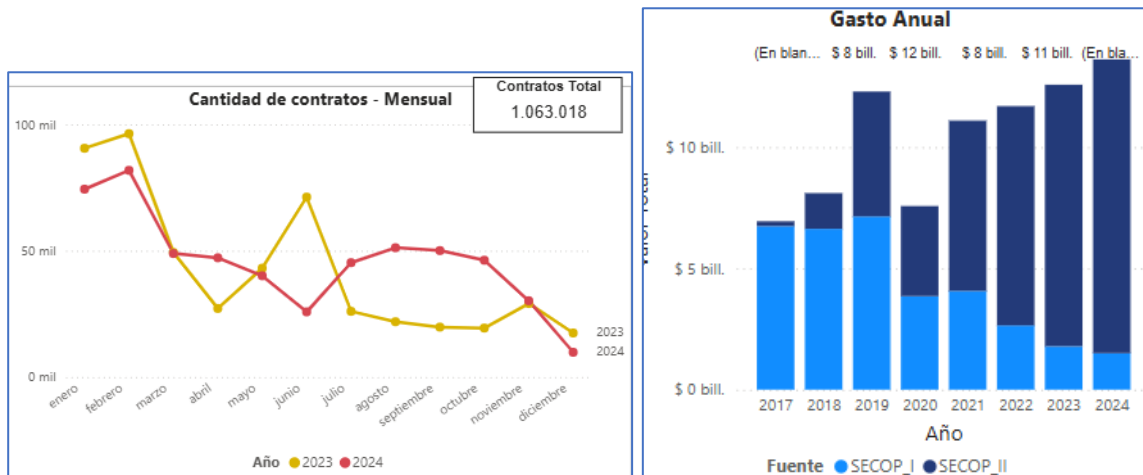 Cantidad de contratos - Mensual
Contratos Total
1.063.018
100 mil
50 mil
0 mil
2023
2024
enero
febrero
marzo
abril
mayo
junio
julio
agosto
septiembre
octubre
noviembre
diciembre
Año 2023 2024
Gasto Anual
(En blan... $ 8 bill. $ 12 bill. $ 8 bill. $ 11 bill. (En bla...
$ 10 bill.
$ 5 bill.
$ 0 bill.
Valor Total
2017 2018 2019 2020 2021 2022 2023 2024
Año
Fuente SECOP_I SECOP_II